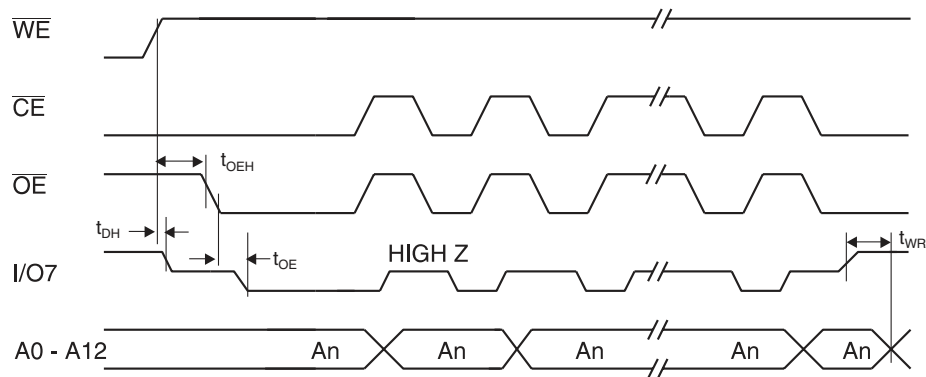 WE
CE
tOEH
OE
tDH
tOE
HIGH Z
tWR
I/O7
A0 - A12
An An An An An